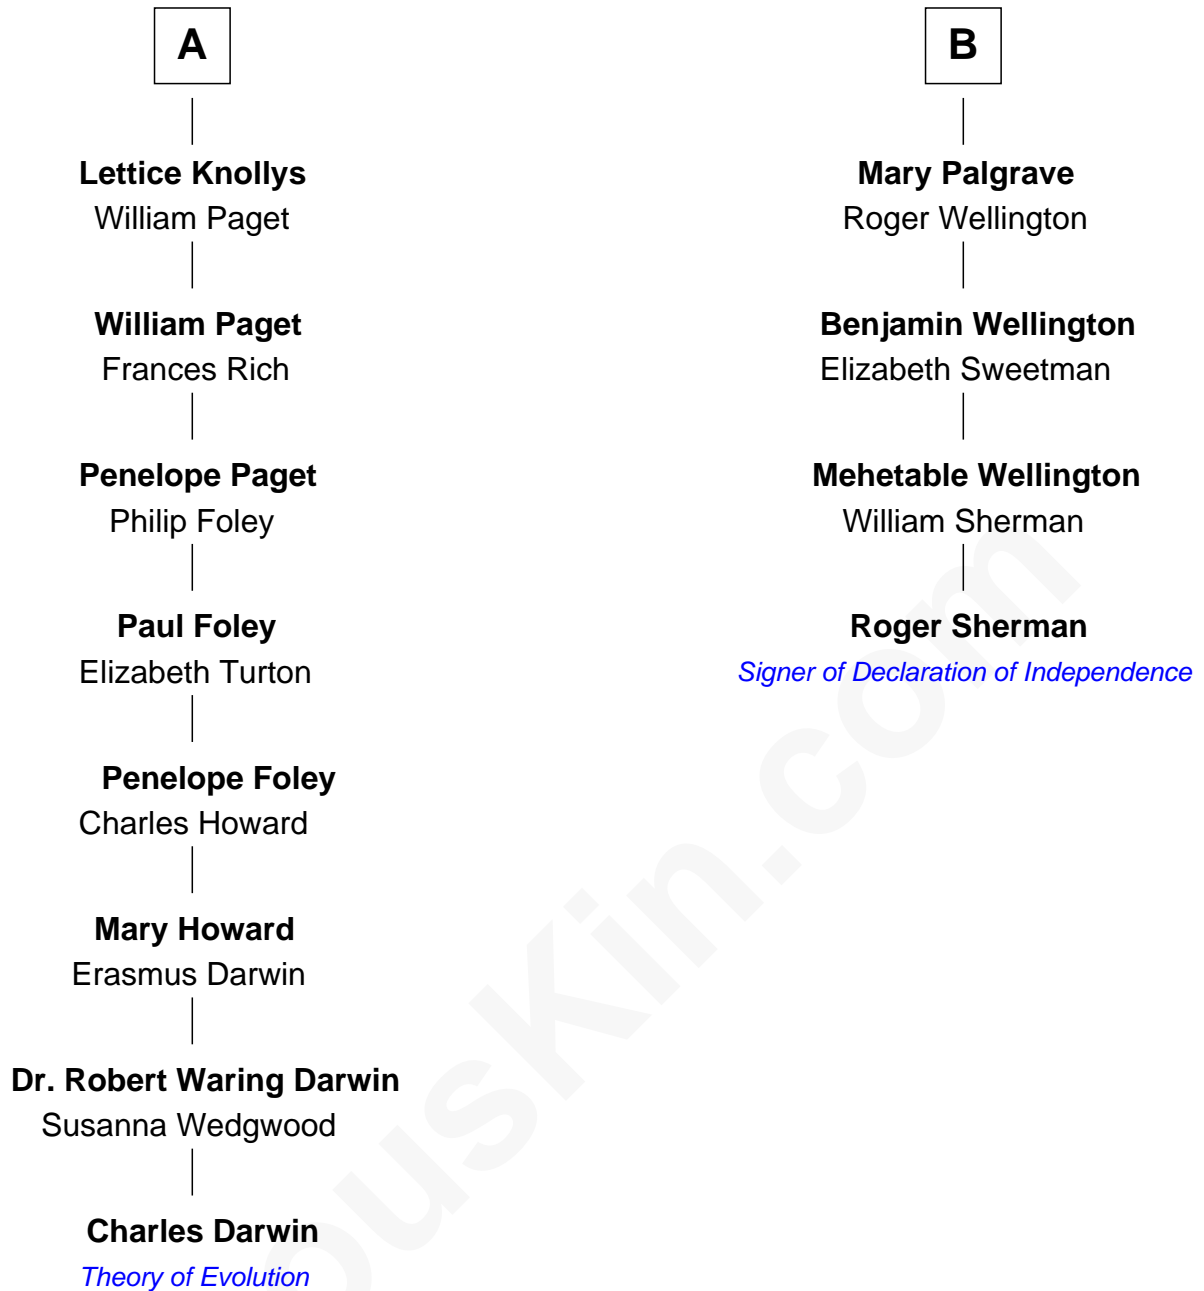 A
Lettice Knollys
William Paget
William Paget
Frances Rich
Penelope Paget
Philip Foley
Paul Foley
Elizabeth Turton
Penelope Foley
Charles Howard
Mary Howard
Erasmus Darwin
Dr. Robert Waring Darwin
Susanna Wedgwood
Charles Darwin
Theory of Evolution
B
Mary Palgrave
Roger Wellington
Benjamin Wellington
Elizabeth Sweetman
Mehetable Wellington
William Sherman
Roger Sherman
Signer of Declaration of Independence
ousKin.com